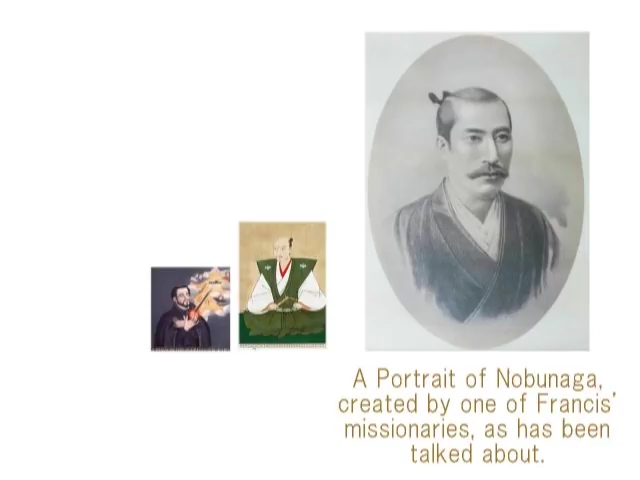 A Portrait of Nobunaga,
created by one of Francis'
missionaries, as has been
talked about.